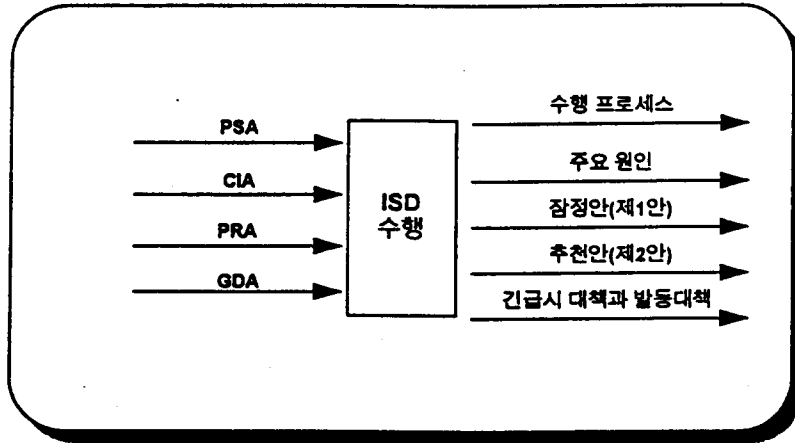 PSA
CIA
PRA
GDA
ISD
수행
수행 프로세스
주요 원인
잠정안(제1안)
추천안(제2안)
긴급시 대책과 발동대책